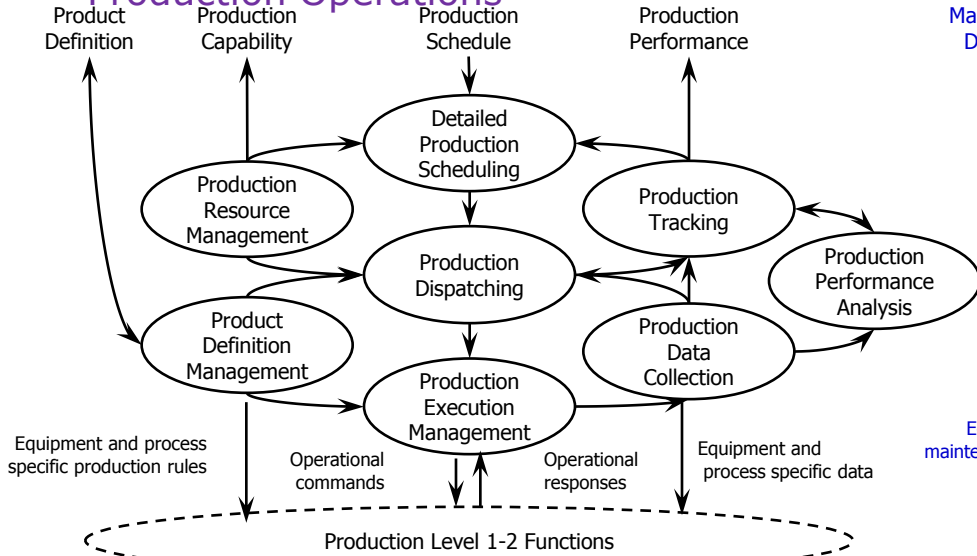 Production Operations
Product
Definition
Production
Capability
Production
Schedule
Production
Performance
Ma
D
Detailed
Production
Scheduling
Production
Resource
Management
Production
Tracking
Production
Dispatching
Production
Performance
Analysis
Product
Definition
Management
Production
Data
Collection
Production
Execution
Management
Equipment and process
specific production rules
Operational
commands
Operational
responses
Equipment and
process specific data
E
mainte
Production Level 1-2 Functions